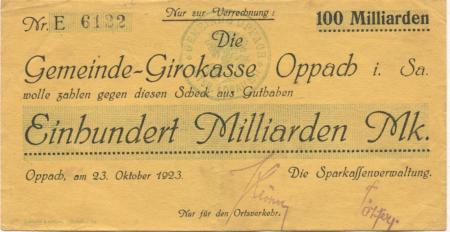 Nur zur Verrechnung:
Nr. E 6132
100 Milliarden
Die
Gemeinde-Girokasse Oppach i. Sa.
wolle zahlen gegen diesen Scheck aus Guthaben
Einhundert Milliarden Mk.
Oppach, am 23. Oktober 1923.
Die Sparkassenverwaltung.
Nur für den Ortsverkehr.